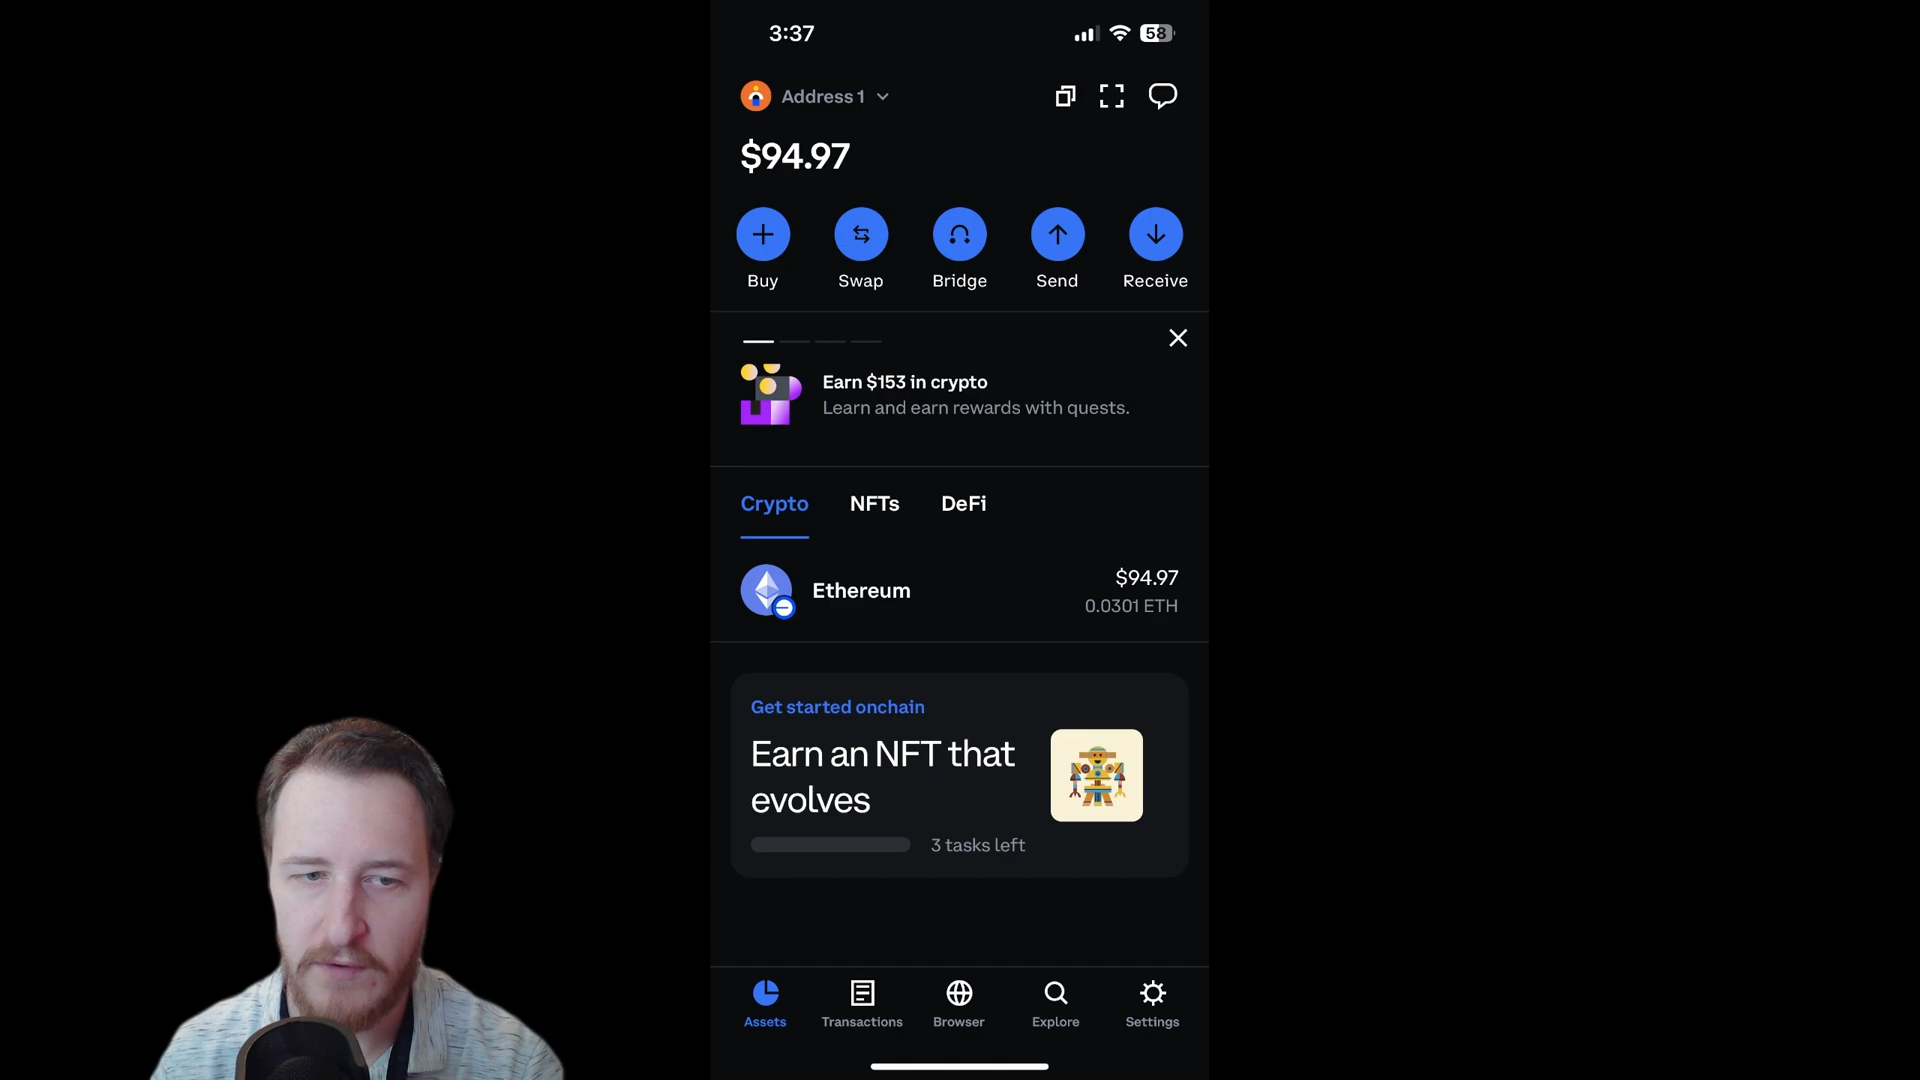 3:37
58
Address 1
$94.97
Buy
Swap
Bridge
Send
Receive
Earn $153 in crypto
Learn and earn rewards with quests.
Crypto
NFTs
DeFi
Ethereum
$94.97
0.0301 ETH
Get started onchain
Earn an NFT that
evolves
3 tasks left
Assets
Transactions
Browser
Explore
Settings